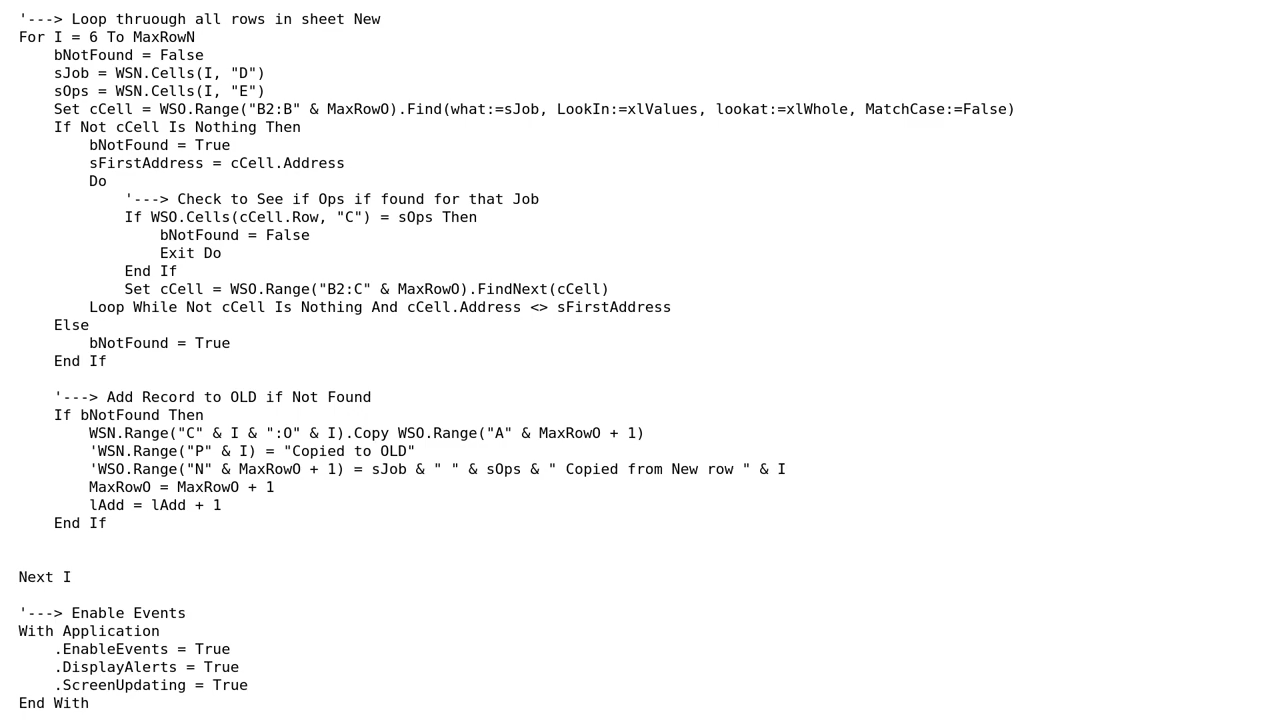 '---> Loop thruough all rows in sheet New
For I = 6 To MaxRowN
    bNotFound = False
    sJob = WSN.Cells(I, "D")
    sOps = WSN.Cells(I, "E")
    Set cCell = WSO.Range("B2:B" & MaxRowO).Find(what:=sJob, LookIn:=xlValues, lookat:=xlWhole, MatchCase:=False)
    If Not cCell Is Nothing Then
        bNotFound = True
        sFirstAddress = cCell.Address
        Do
            '---> Check to See if Ops if found for that Job
            If WSO.Cells(cCell.Row, "C") = sOps Then
                bNotFound = False
                Exit Do
            End If
            Set cCell = WSO.Range("B2:C" & MaxRowO).FindNext(cCell)
        Loop While Not cCell Is Nothing And cCell.Address <> sFirstAddress
    Else
        bNotFound = True
    End If

    '---> Add Record to OLD if Not Found
    If bNotFound Then
        WSN.Range("C" & I & ":O" & I).Copy WSO.Range("A" & MaxRowO + 1)
        'WSN.Range("P" & I) = "Copied to OLD"
        'WSO.Range("N" & MaxRowO + 1) = sJob & " " & sOps & " Copied from New row " & I
        MaxRowO = MaxRowO + 1
        lAdd = lAdd + 1
    End If


Next I

'---> Enable Events
With Application
    .EnableEvents = True
    .DisplayAlerts = True
    .ScreenUpdating = True
End With